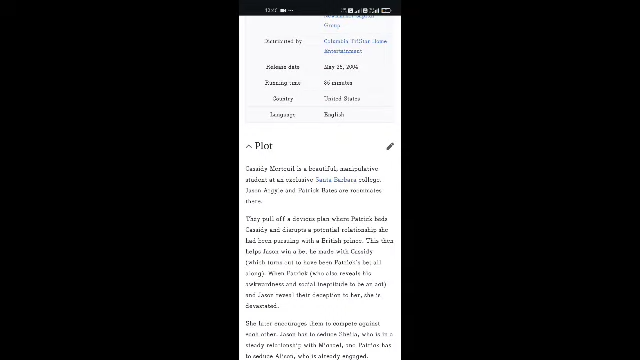 Group
Distributed by Columbia TriStar Home
Entertainment
Release date May 25, 2004
Running time 86 minutes
Country United States
Language English
Plot
Cassidy Merteuil is a beautiful, manipulative
student at an exclusive Santa Barbara college.
Jason Argyle and Patrick Bates are roommates
there.
They pull off a devious plan where Patrick beds
Cassidy and disrupts a potential relationship she
had been pursuing with a British prince. This then
helps Jason win a bet he made with Cassidy
(which turns out to have been Patrick's bet all
along). When Patrick (who also reveals his
awkwardness and social ineptitude to be an act)
and Jason reveal their deception to her, she is
devastated.
She later encourages them to compete against
each other. Jason has to seduce Sheila, who is in a
steady relationship with Michael, and Patrick has
to seduce Alison, who is already engaged.